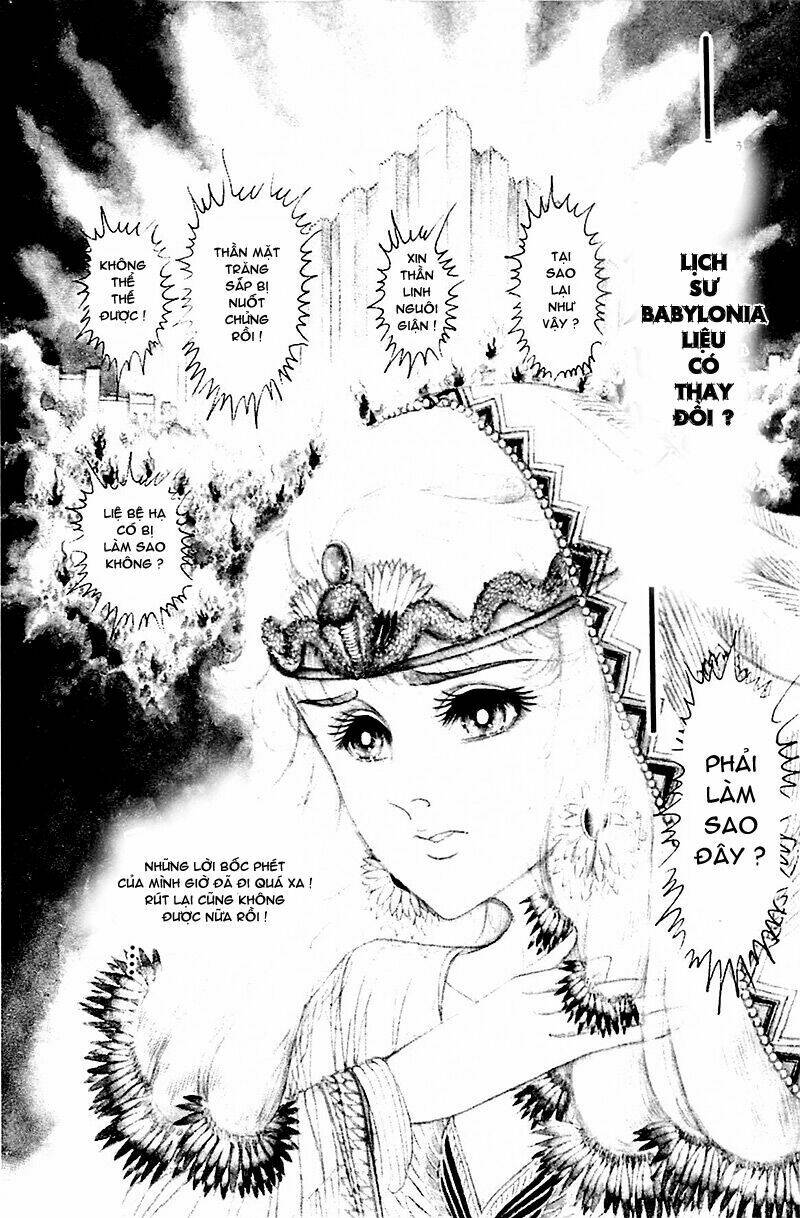 LỊCH
SƯ
BABYLONIA
LIỆU
CÓ
THAY
ĐỔI ?
TẠI
SAO
LẠI
NHƯ
VẬY ?
XIN
THẦN
LINH
NGUÔI
GIẬN !
THẦN MẶT
TRĂNG
SẮP BỊ
NUỐT
CHỬNG
RỒI !
KHÔNG
THỂ
THẾ
ĐƯỢC !
LIỆ BỆ HẠ
CÓ BỊ
LÀM SAO
KHÔNG ?
PHẢI
LÀM
SAO
ĐÂY ?
NHỮNG LỜI BỐC PHÉT
CỦA MÌNH GIỜ ĐÃ ĐI QUÁ XA !
RÚT LẠI CŨNG KHÔNG
ĐƯỢC NỮA RỒI !